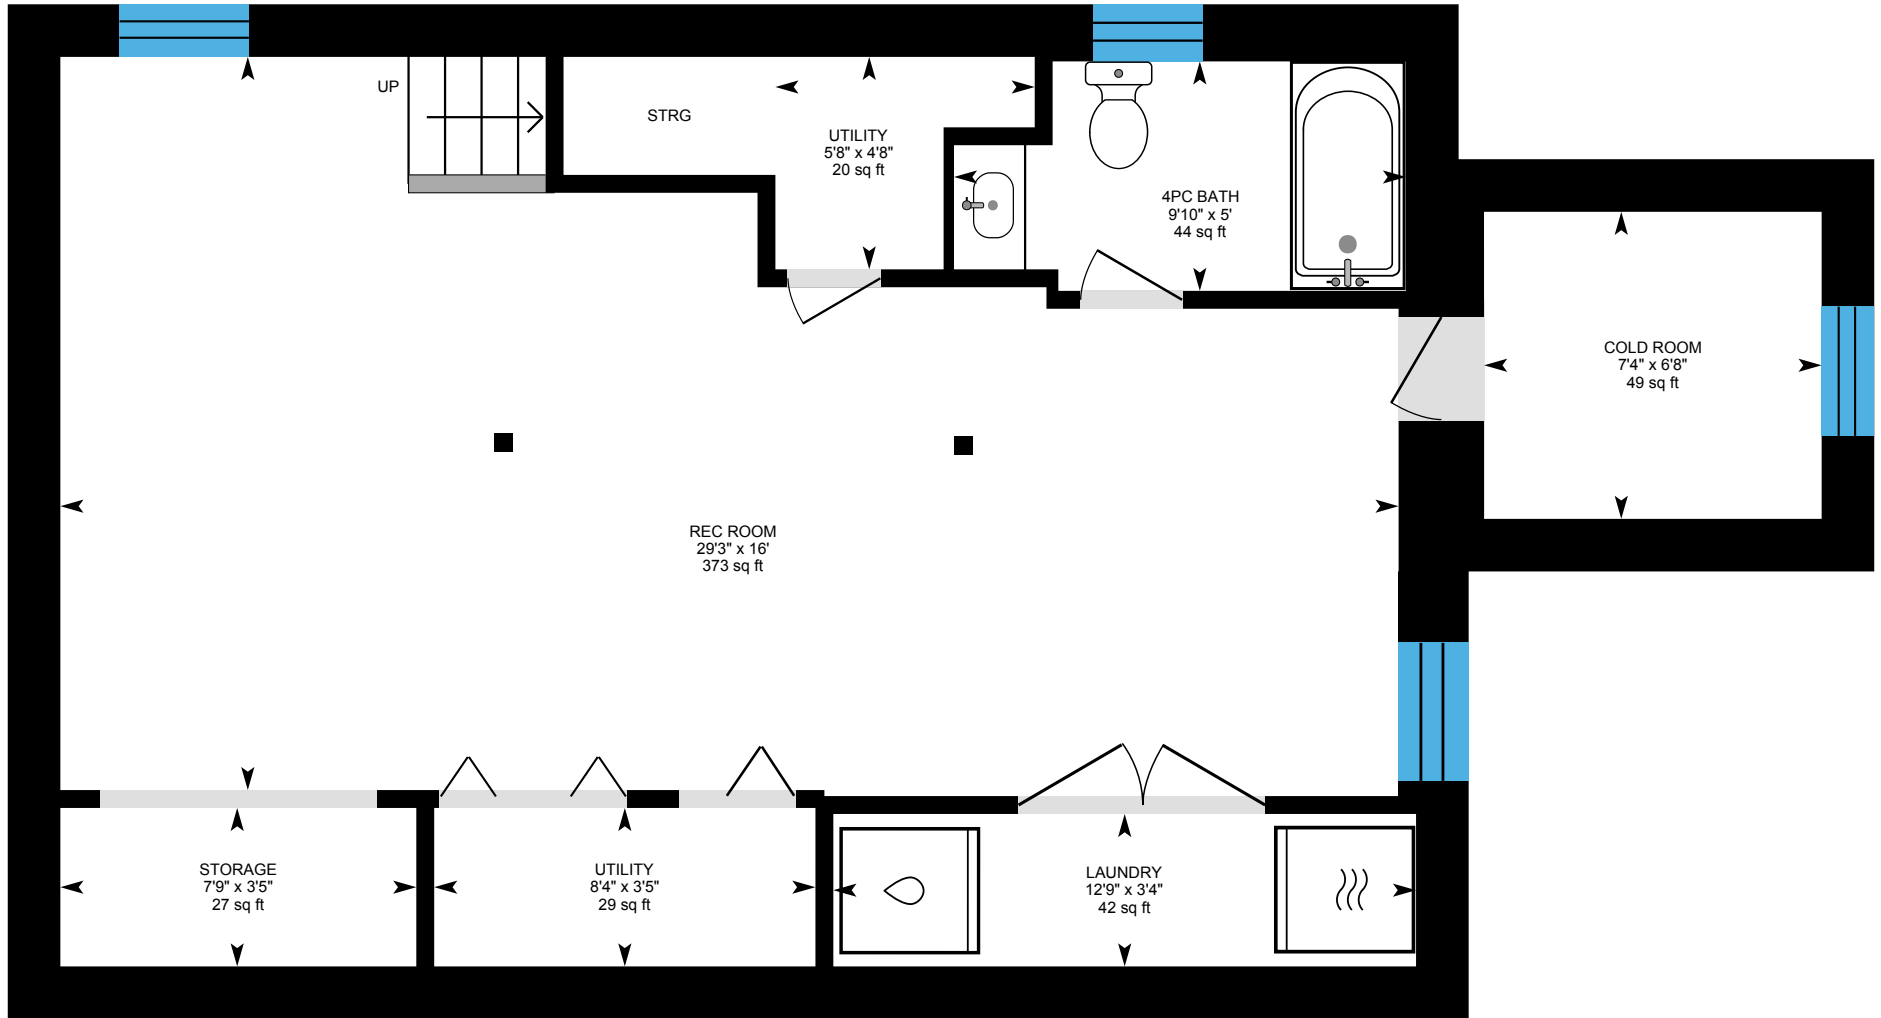 UP
STRG
UTILITY
5'8" x 4'8"
20 sq ft
4PC BATH
9'10" x 5'
44 sq ft
COLD ROOM
7'4" x 6'8"
49 sq ft
REC ROOM
29'3" x 16'
373 sq ft
STORAGE
7'9" x 3'5"
27 sq ft
UTILITY
8'4" x 3'5"
29 sq ft
LAUNDRY
12'9" x 3'4"
42 sq ft